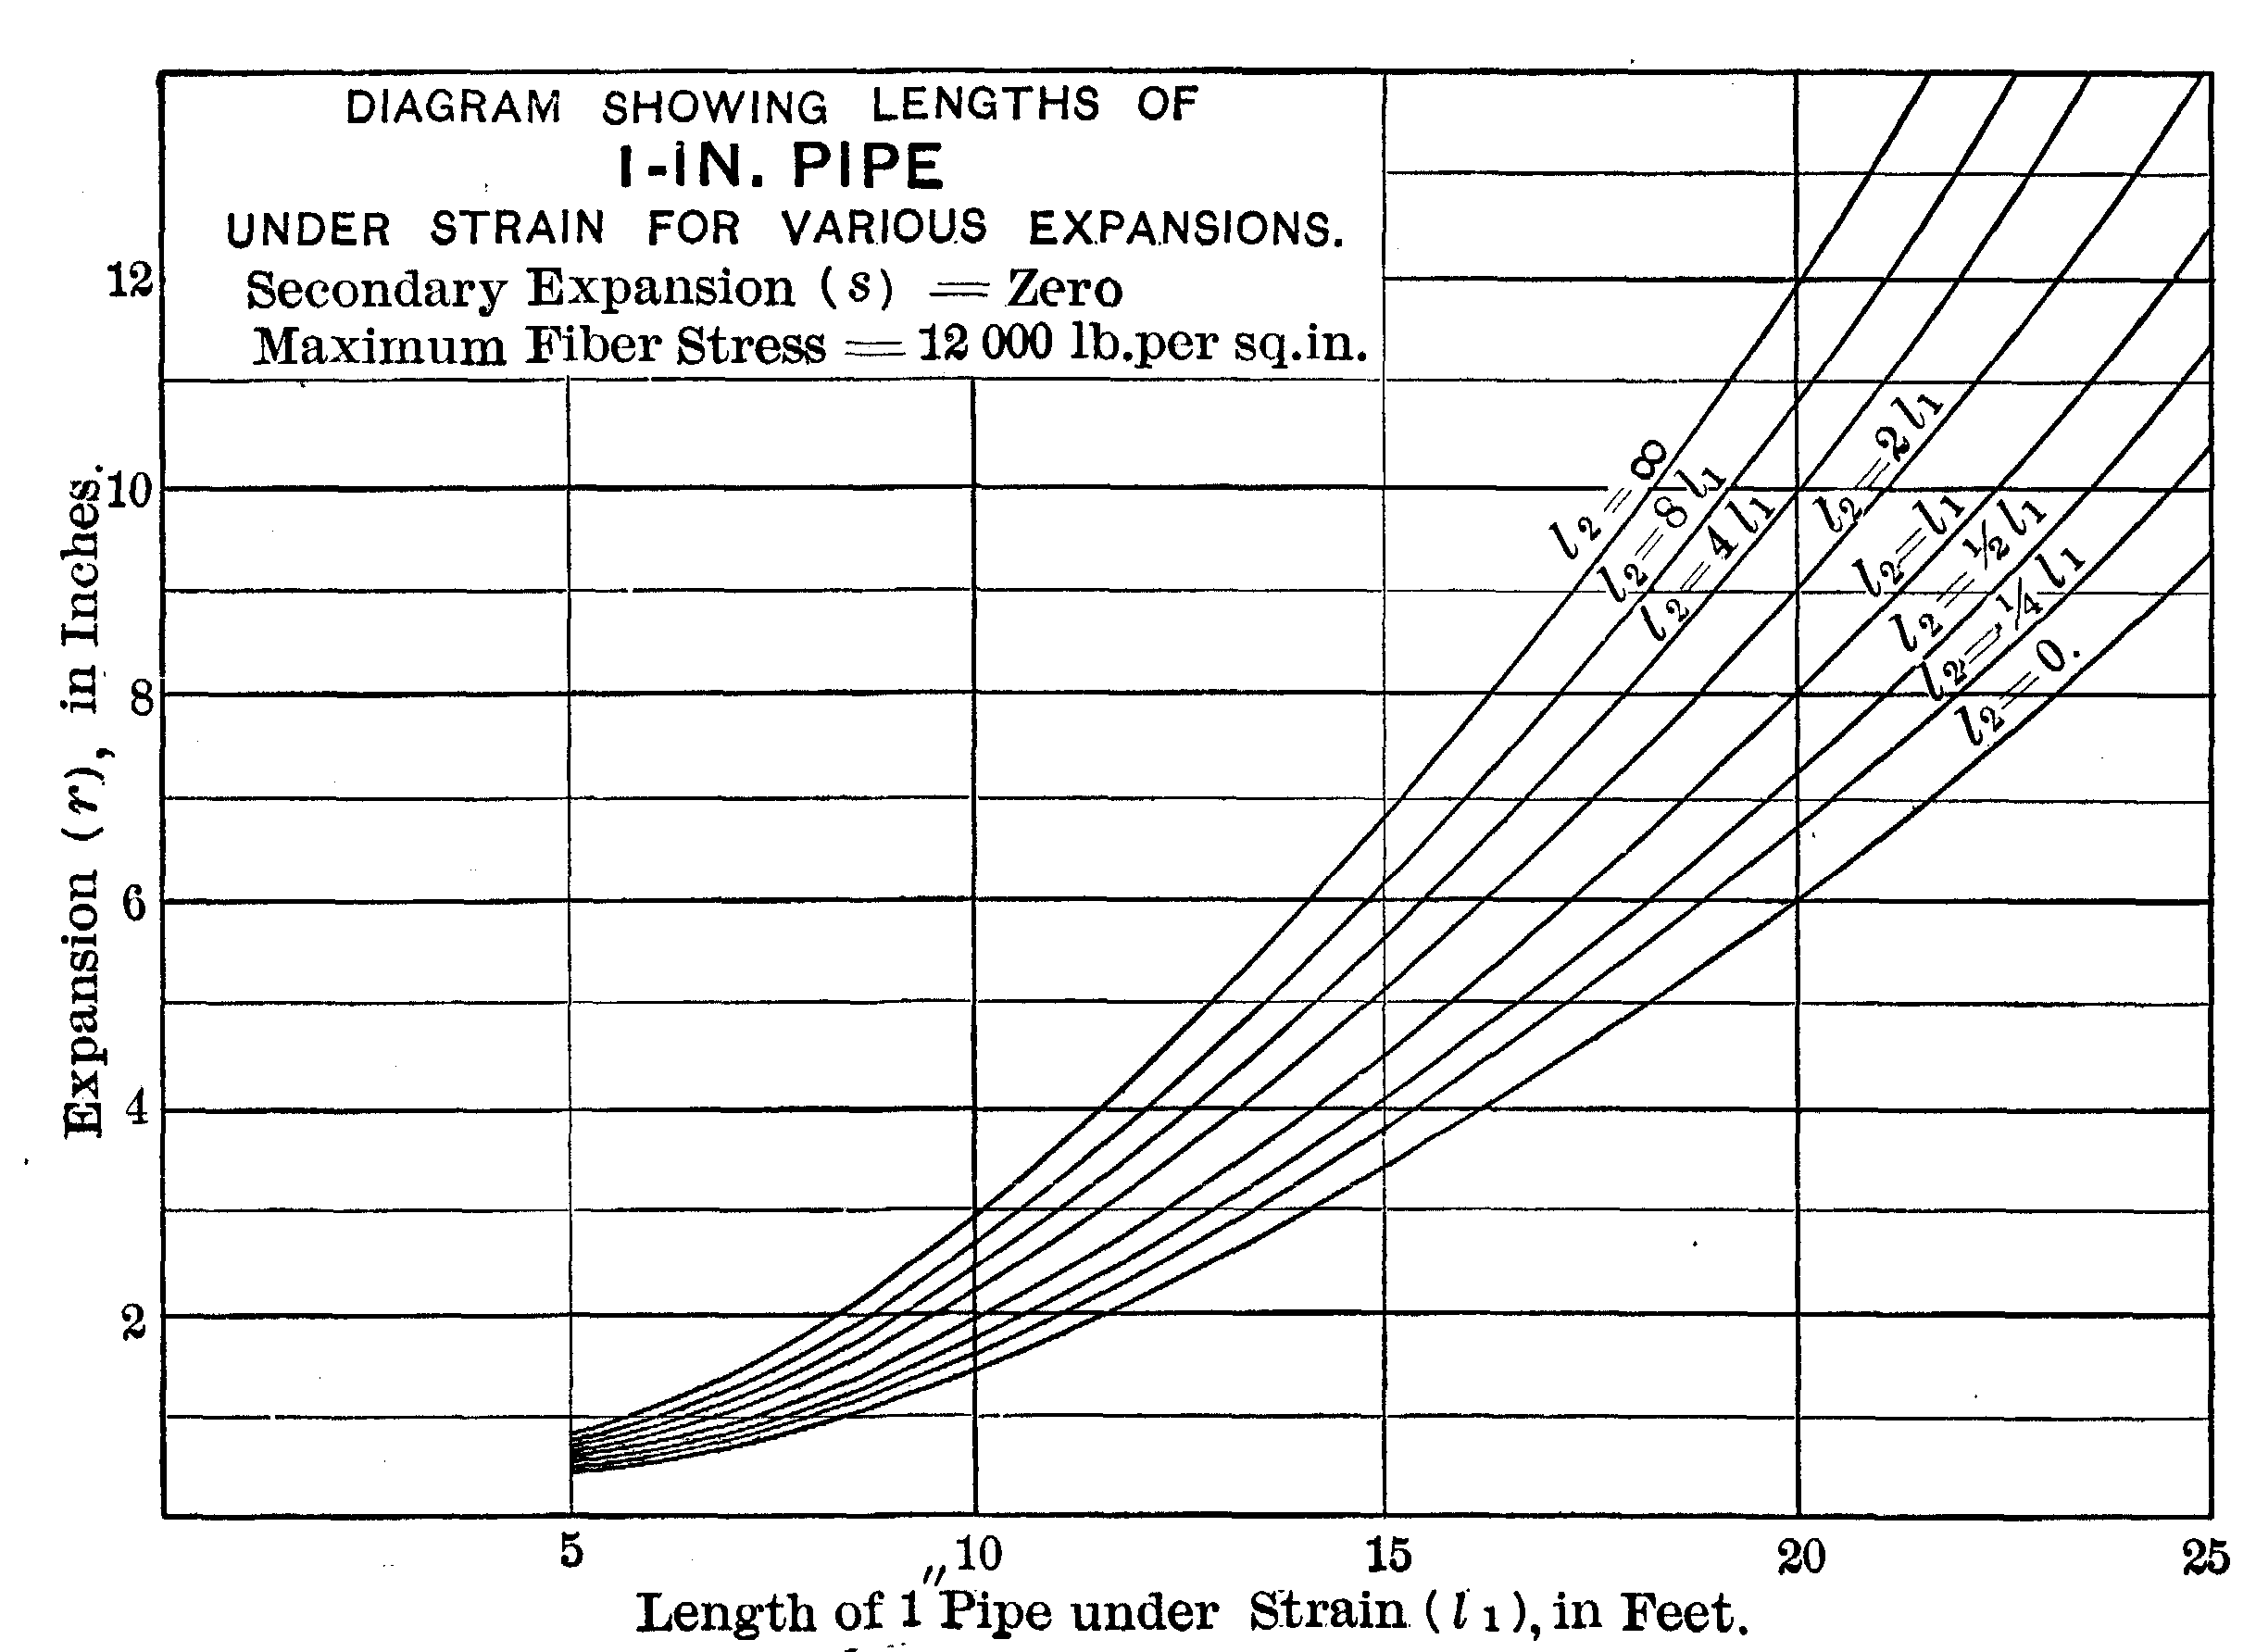 DIAGRAM SHOWING LENGTHS OF
1-IN. PIPE
UNDER STRAIN FOR VARIOUS EXPANSIONS.
Secondary Expansion (s) = Zero
Maximum Fiber Stress = 12 000 lb.per sq.in.
Expansion (r), in Inches.
12
10
8
6
4
2
l2=∞
l2=8 l1
l2=4 l1
l2=2 l1
l2=l1
l2=½ l1
l2=¼ l1
l2=0.
5
10
15
20
25
Length of 1" Pipe under Strain (l1), in Feet.